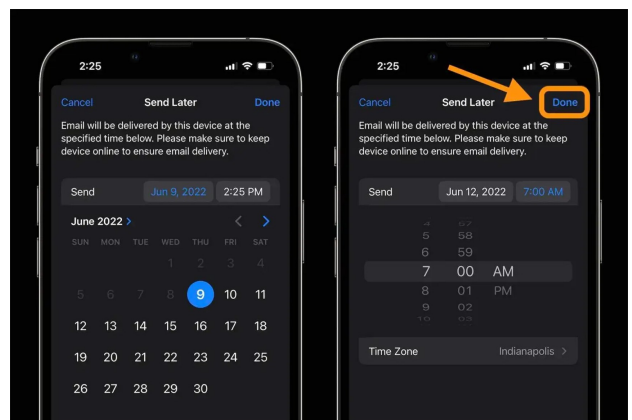 2:25
Cancel Send Later Done
Email will be delivered by this device at the
specified time below. Please make sure to keep
device online to ensure email delivery.
Send Jun 9, 2022 2:25 PM
June 2022 >
SUN MON TUE WED THU FRI SAT
1 2 3 4
5 6 7 8 9 10 11
12 13 14 15 16 17 18
19 20 21 22 23 24 25
26 27 28 29 30
2:25
Cancel Send Later Done
Email will be delivered by this device at the
specified time below. Please make sure to keep
device online to ensure email delivery.
Send Jun 12, 2022 7:00 AM
4 57
5 58
6 59
7 00 AM
8 01 PM
9 02
10 03
Time Zone Indianapolis >